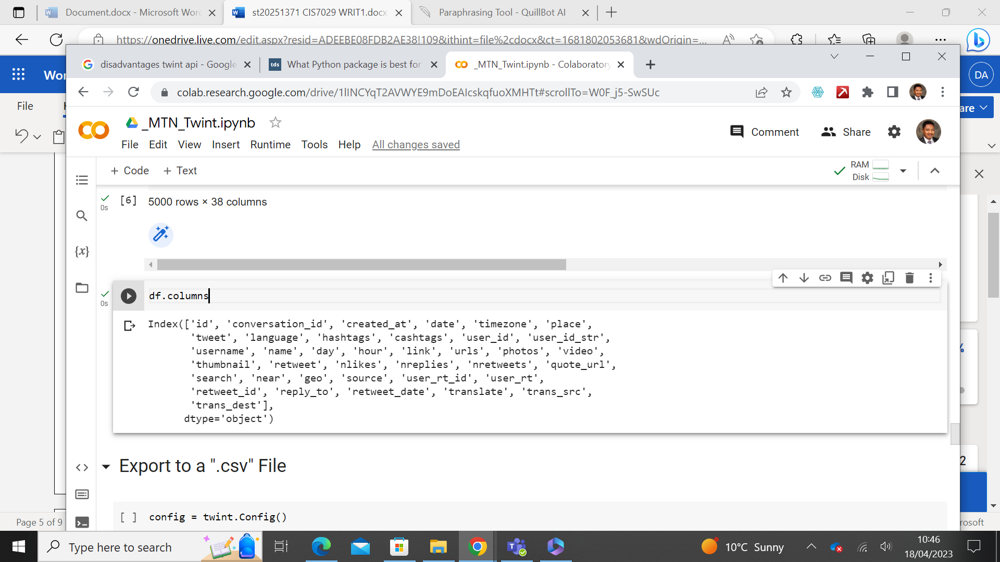 Document.docx - Microsoft Wor
st20251371 CIS7029 WRIT1.docx
Paraphrasing Tool - QuillBot AI
https://onedrive.live.com/edit.aspx?resid=ADEEBE08FDB2AE38!109&ithint=file%2cdocx&ct=1681802053681&wdOrigin=...
disadvantages twint api - Google
tds
What Python package is best for
_MTN_Twint.ipynb - Colaboratory
Wor
DA
colab.research.google.com/drive/1lINCYqT2AVWYE9mDoEAIcskqfuoXMHTt#scrollTo=W0F_j5-SwSUc
File
are
_MTN_Twint.ipynb
Comment
Share
File Edit View Insert Runtime Tools Help All changes saved
+ Code + Text
RAM
Disk
0s
[6] 5000 rows × 38 columns
{x}
0s
df.columns
Index(['id', 'conversation_id', 'created_at', 'date', 'timezone', 'place',
'tweet', 'language', 'hashtags', 'cashtags', 'user_id', 'user_id_str',
'username', 'name', 'day', 'hour', 'link', 'urls', 'photos', 'video',
'thumbnail', 'retweet', 'nlikes', 'nreplies', 'nretweets', 'quote_url',
'search', 'near', 'geo', 'source', 'user_rt_id', 'user_rt',
'retweet_id', 'reply_to', 'retweet_date', 'translate', 'trans_src',
'trans_dest'],
dtype='object')
%
Export to a ".csv" File
2
[ ] config = twint.Config()
Page 5 of 9
rosoft
Type here to search
10°C Sunny
10:46
18/04/2023